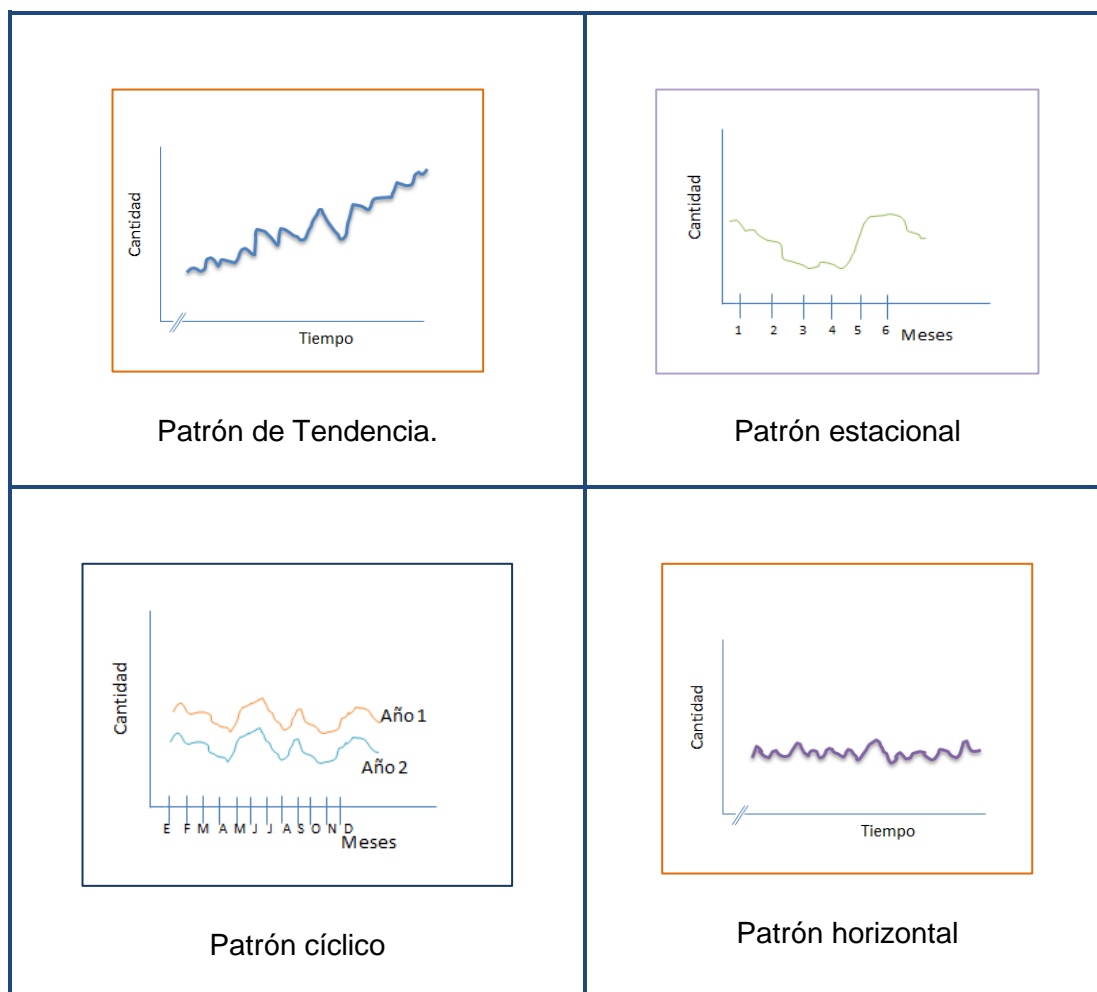 Cantidad
Tiempo
Patrón de Tendencia.
Cantidad
1 2 3 4 5 6 Meses
Patrón estacional
Cantidad
Año 1
Año 2
E F M A M J J A S O N D
Meses
Patrón cíclico
Cantidad
Tiempo
Patrón horizontal